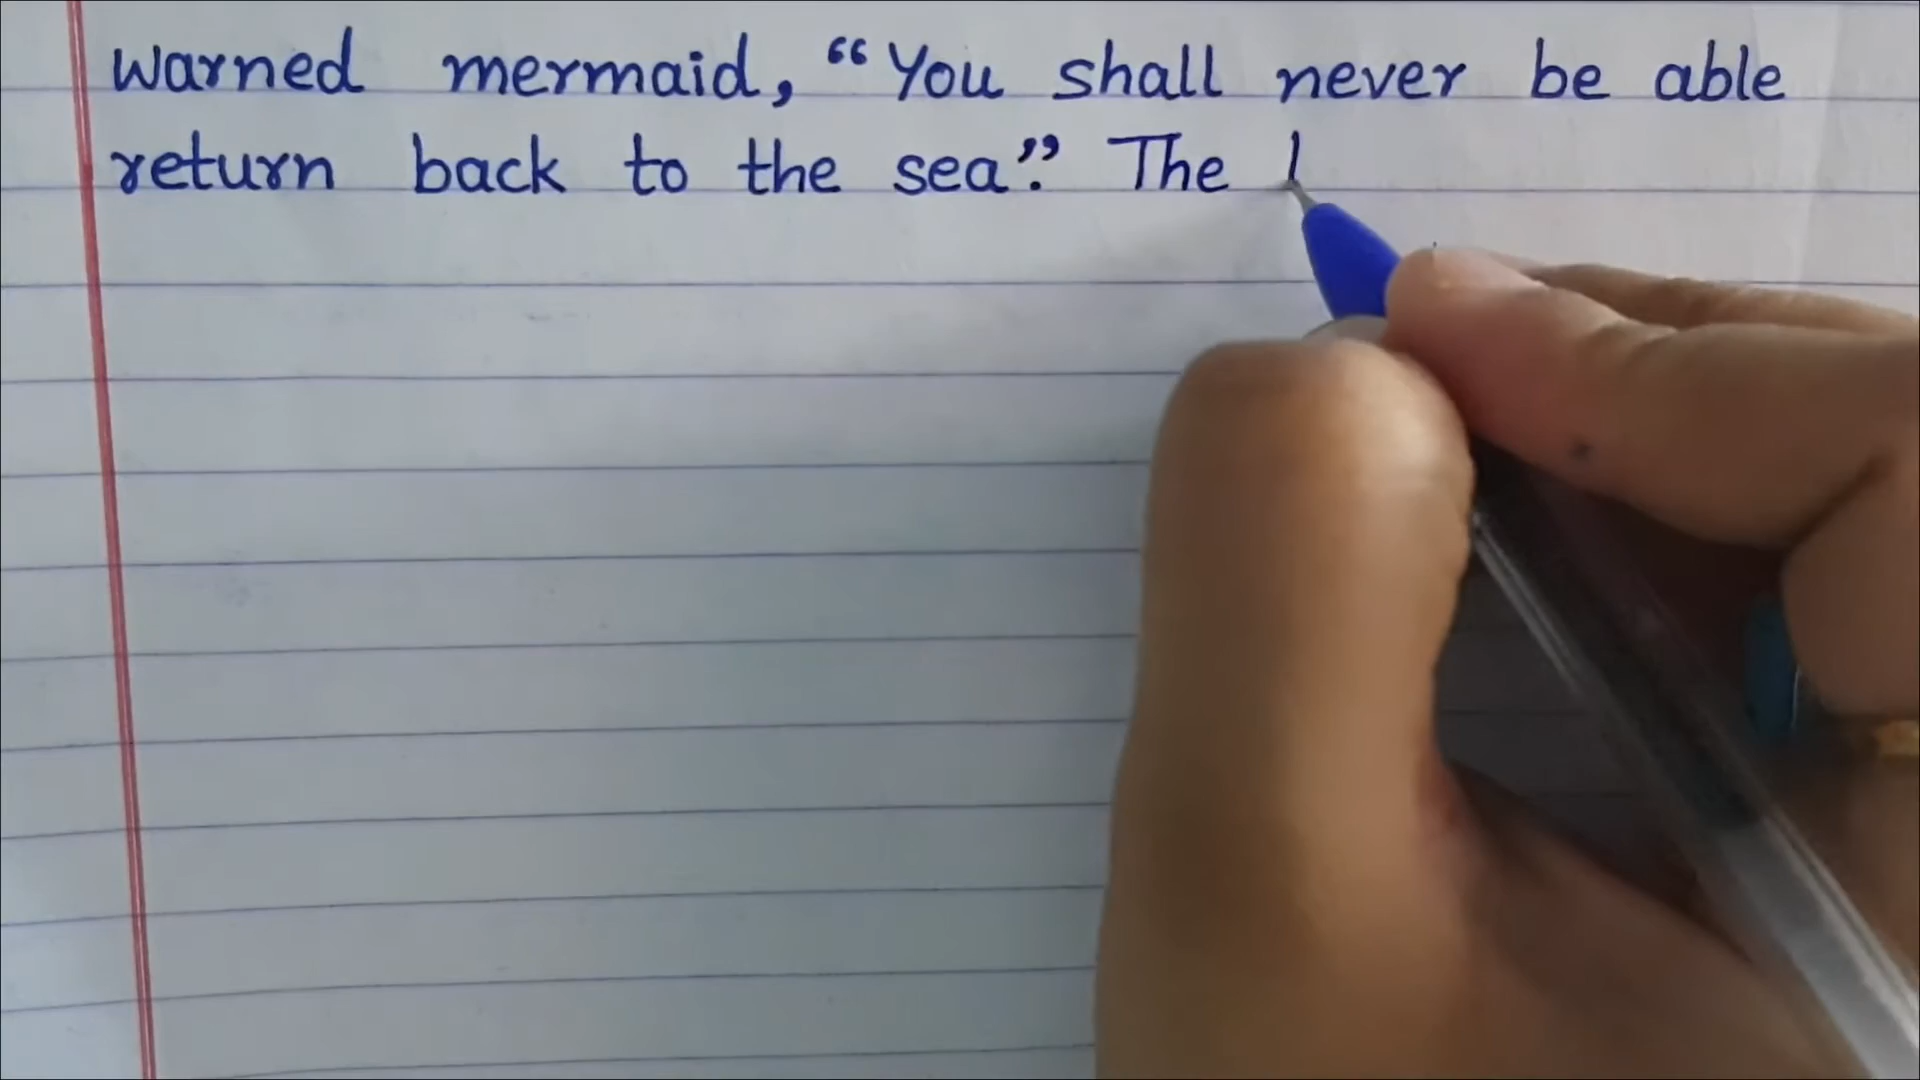 warned mermaid, “You shall never be able
return back to the sea”. The l